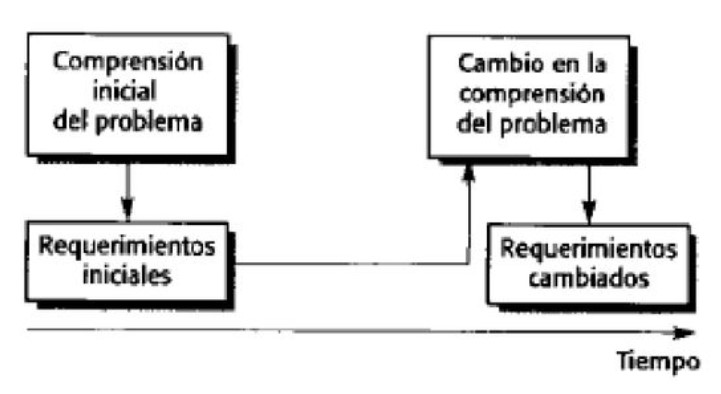 Comprensión
inicial
del problema
Cambio en la
comprensión
del problema
Requerimientos
iniciales
Requerimientos
cambiados
Tiempo